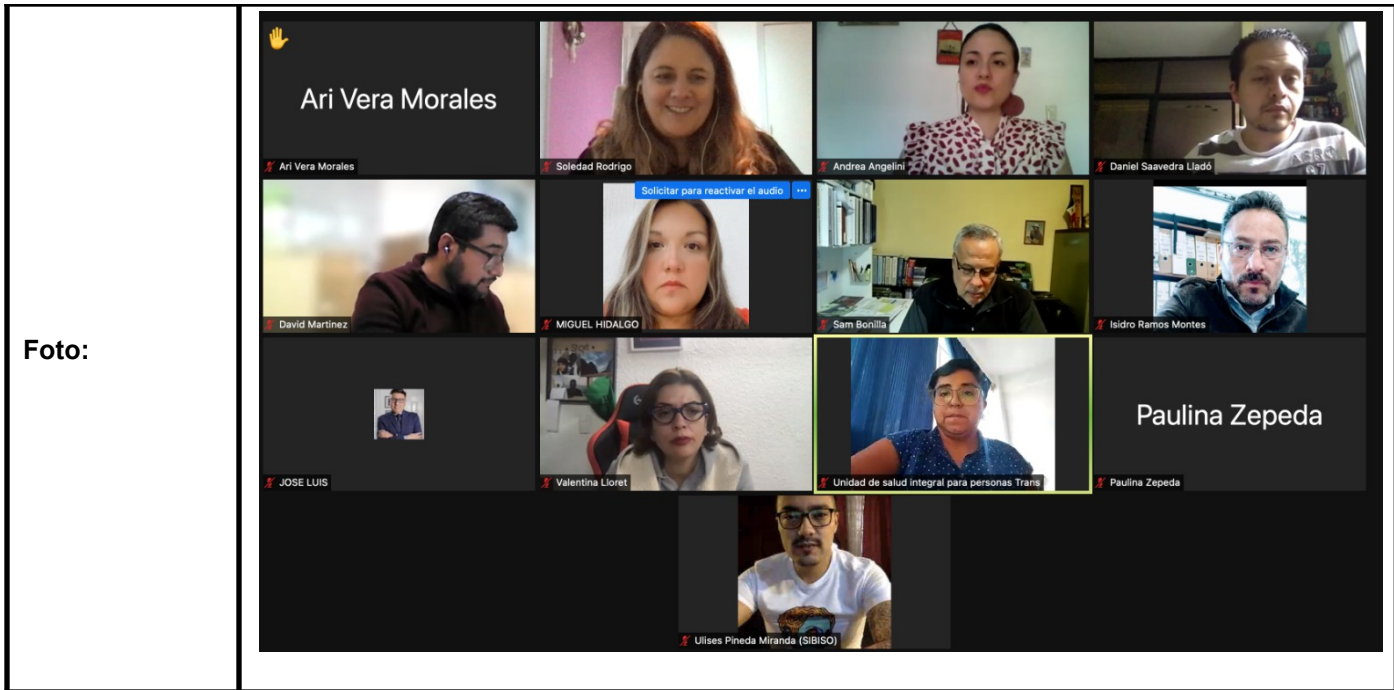 Foto:
Ari Vera Morales
Ari Vera Morales
Soledad Rodrigo
Andrea Angelini
Daniel Saavedra Lladó
Solicitar para reactivar el audio
David Martinez
MIGUEL HIDALGO
Sam Bonilla
Isidro Ramos Montes
Paulina Zepeda
JOSE LUIS
Valentina Lloret
Unidad de salud integral para personas Trans
Paulina Zepeda
Ulises Pineda Miranda (SIBISO)